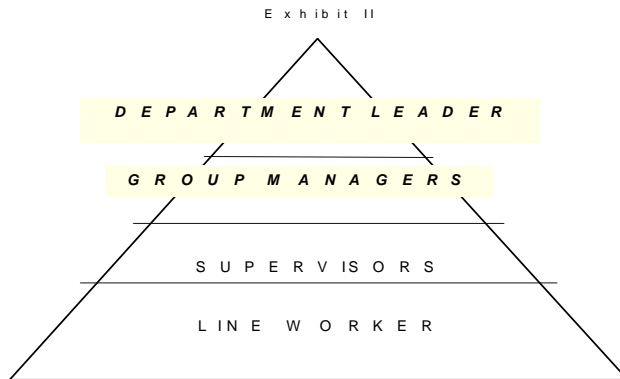 Exhibit II
DEPARTMENT LEADER
GROUP MANAGERS
SUPERVISORS
LINE WORKER